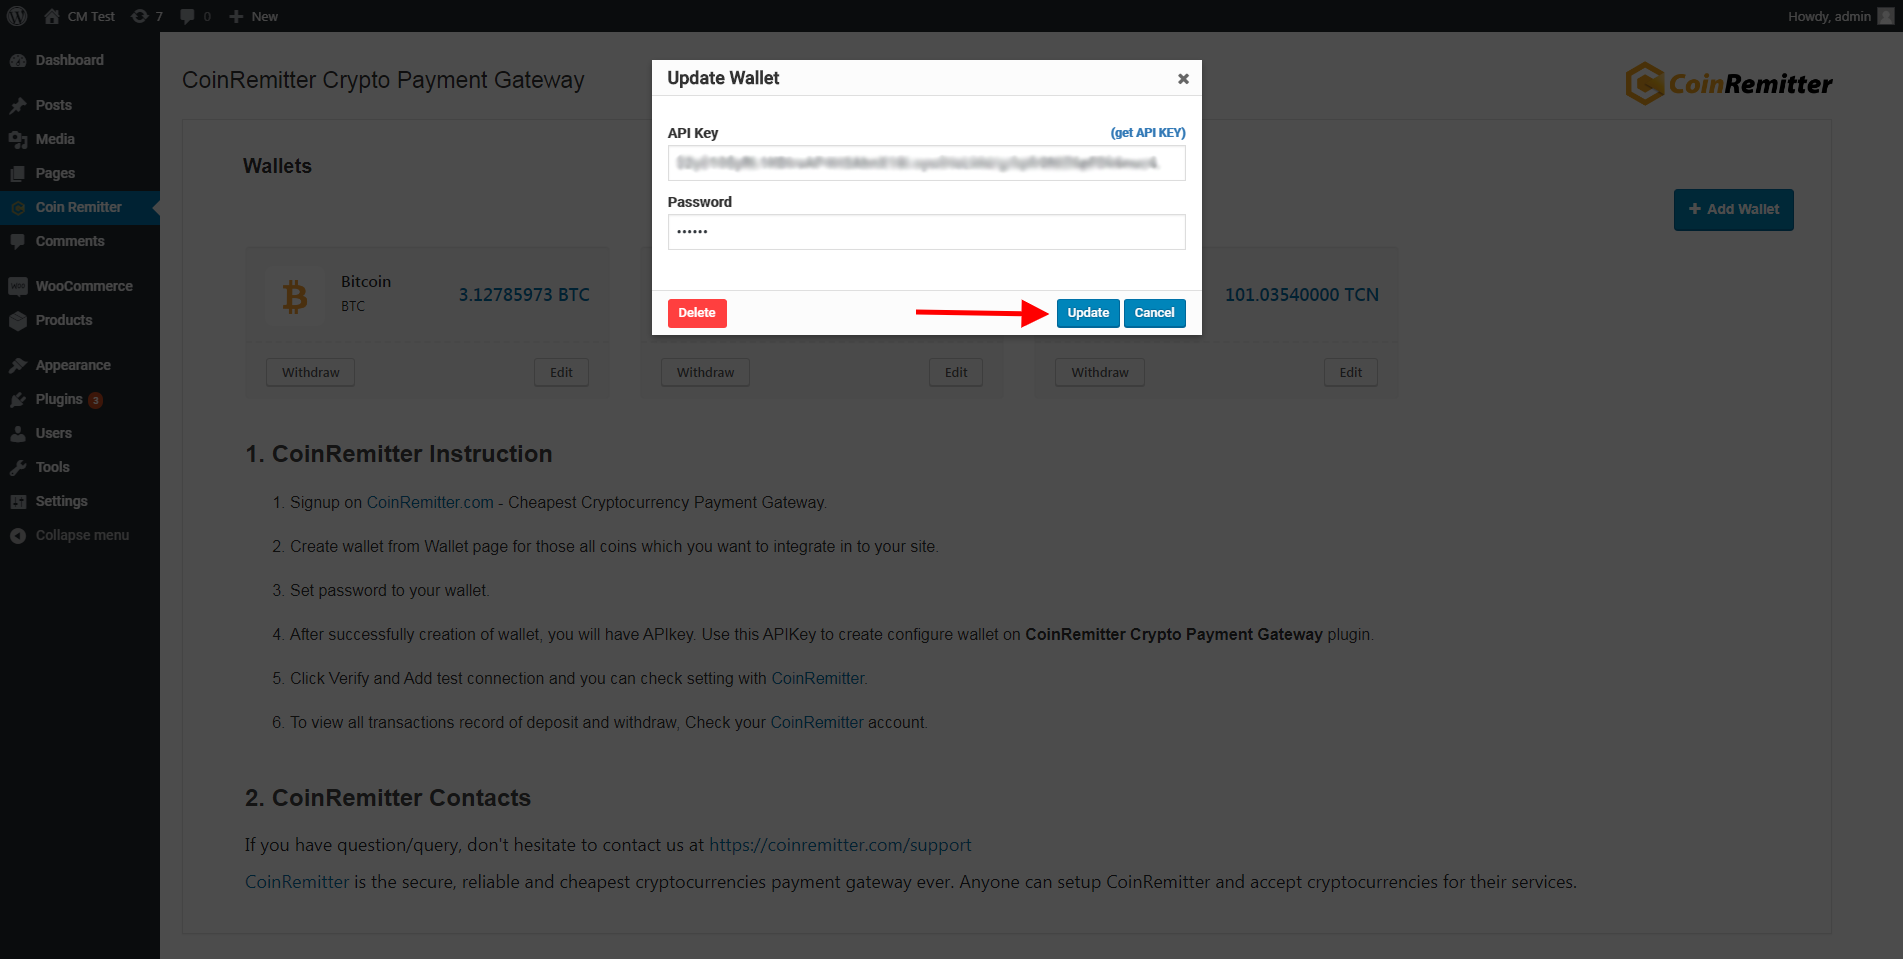 CM Test 7 0 New
Howdy, admin
Dashboard
Posts
Media
Pages
Coin Remitter
Comments
WooCommerce
Products
Appearance
Plugins 3
Users
Tools
Settings
Collapse menu
CoinRemitter Crypto Payment Gateway
CoinRemitter
Wallets
Add Wallet
Update Wallet
API Key (get API KEY)
Password
••••••
Delete Update Cancel
Bitcoin
BTC
3.12785973 BTC
101.03540000 TCN
Withdraw Edit
Withdraw Edit
Withdraw Edit
1. CoinRemitter Instruction
1. Signup on CoinRemitter.com - Cheapest Cryptocurrency Payment Gateway.
2. Create wallet from Wallet page for those all coins which you want to integrate in to your site.
3. Set password to your wallet.
4. After successfully creation of wallet, you will have APIkey. Use this APIKey to create configure wallet on CoinRemitter Crypto Payment Gateway plugin.
5. Click Verify and Add test connection and you can check setting with CoinRemitter.
6. To view all transactions record of deposit and withdraw, Check your CoinRemitter account.
2. CoinRemitter Contacts
If you have question/query, don't hesitate to contact us at https://coinremitter.com/support
CoinRemitter is the secure, reliable and cheapest cryptocurrencies payment gateway ever. Anyone can setup CoinRemitter and accept cryptocurrencies for their services.